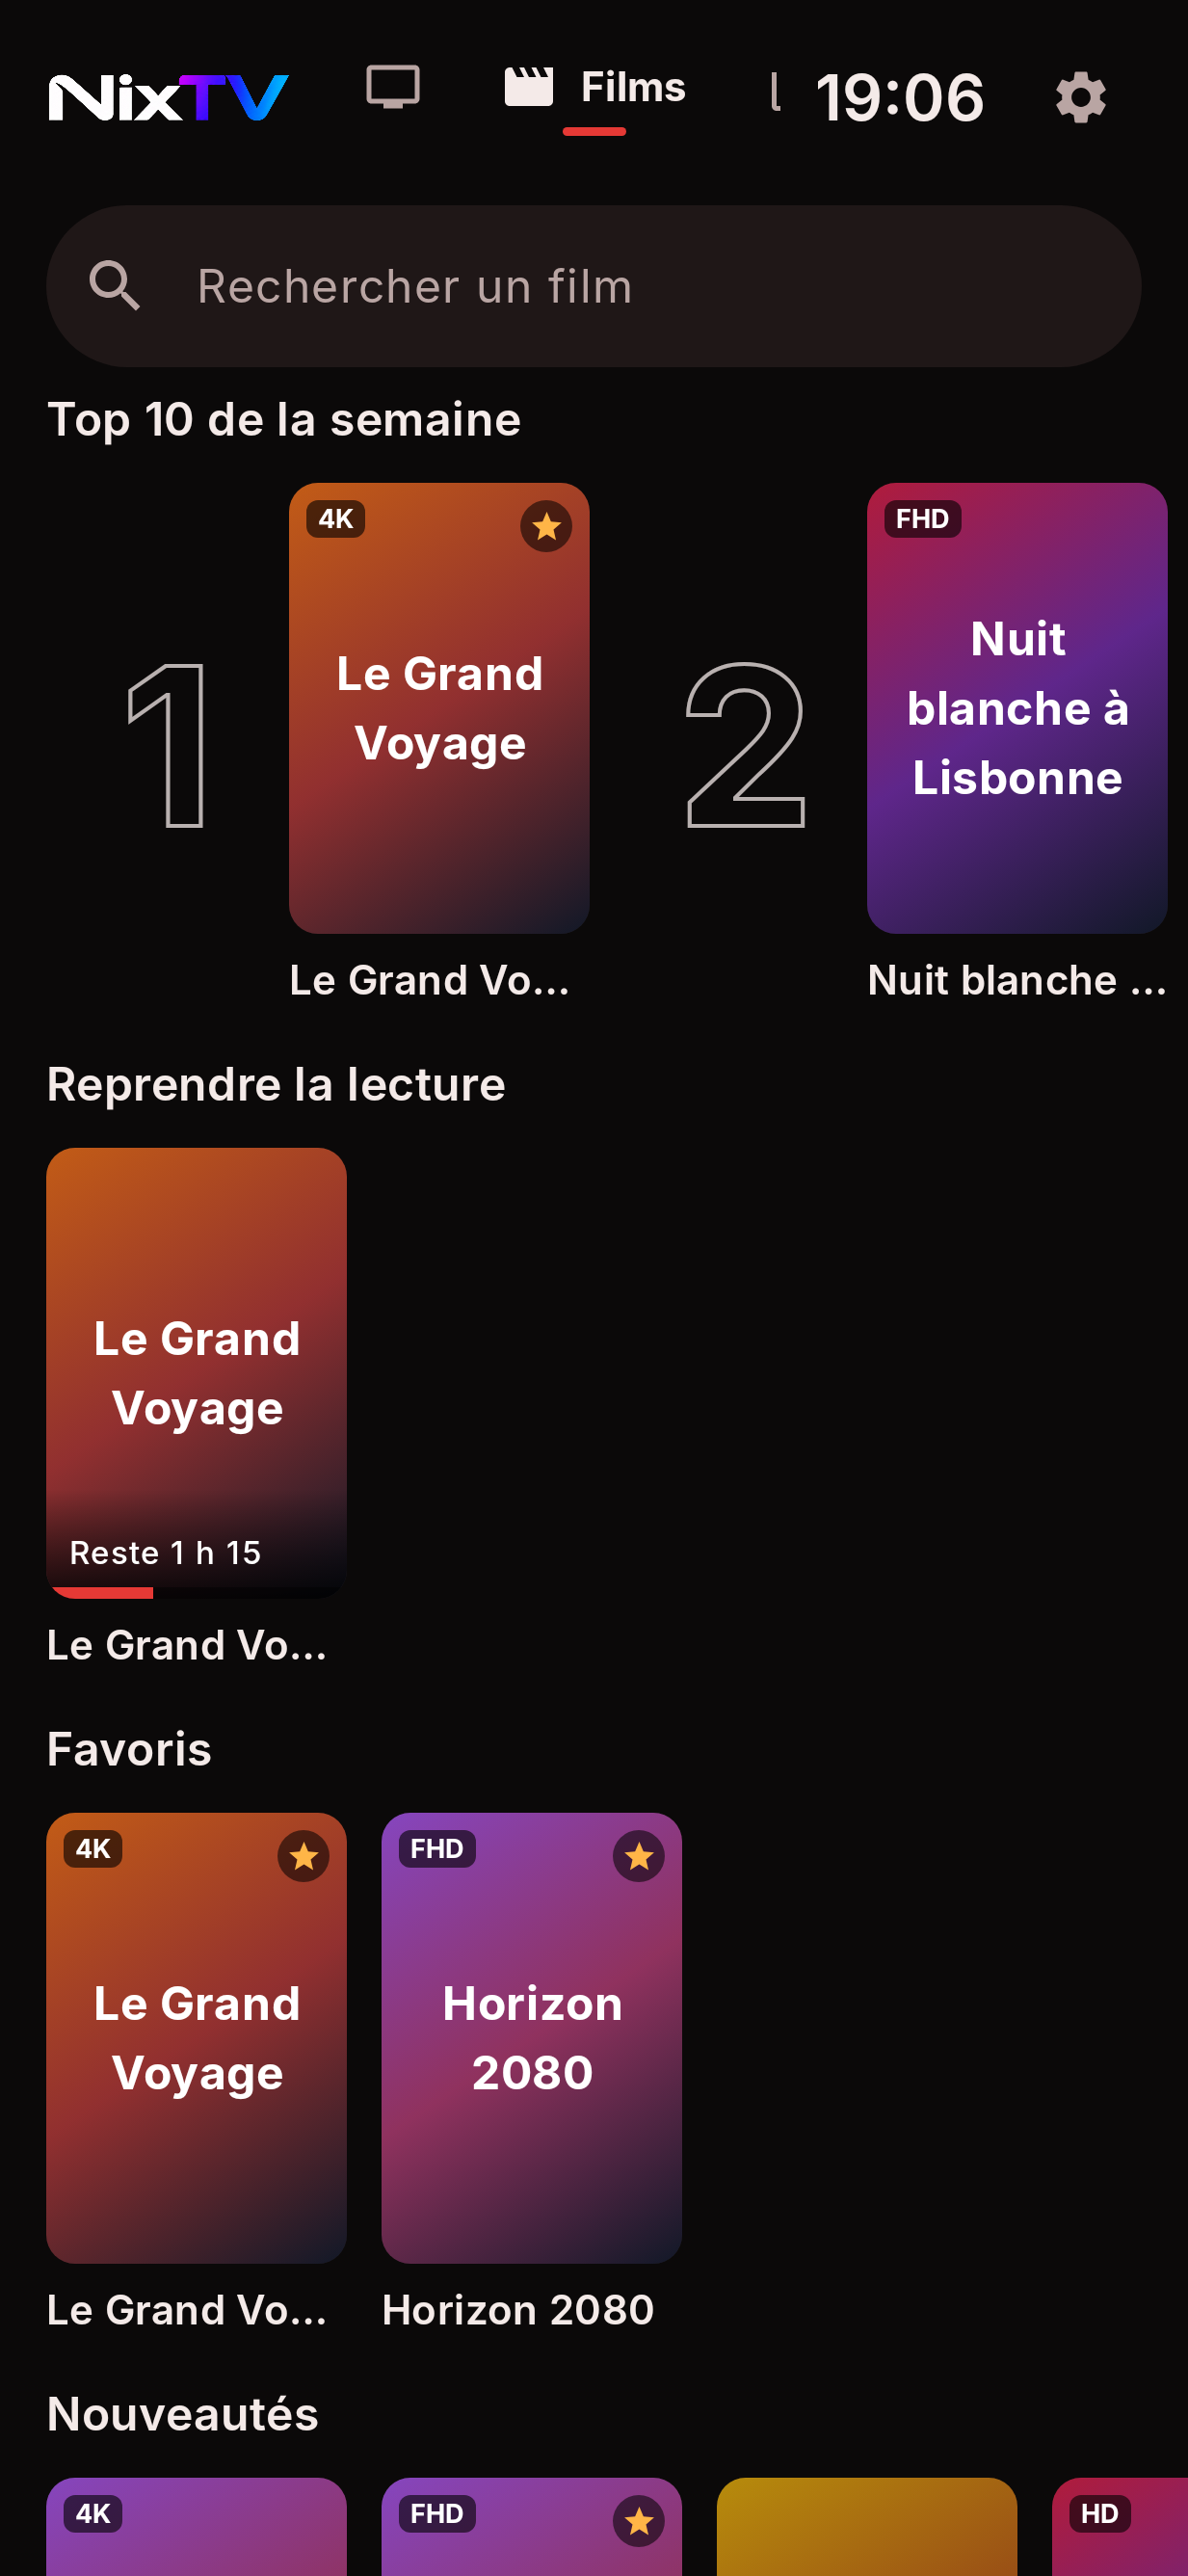 NixTV
Films
19:06
Rechercher un film
Top 10 de la semaine
1
4K
Le Grand
Voyage
Le Grand Vo...
2
FHD
Nuit
blanche à
Lisbonne
Nuit blanche ...
Reprendre la lecture
Le Grand
Voyage
Reste 1 h 15
Le Grand Vo...
Favoris
4K
Le Grand
Voyage
Le Grand Vo...
FHD
Horizon
2080
Horizon 2080
Nouveautés
4K
FHD
HD